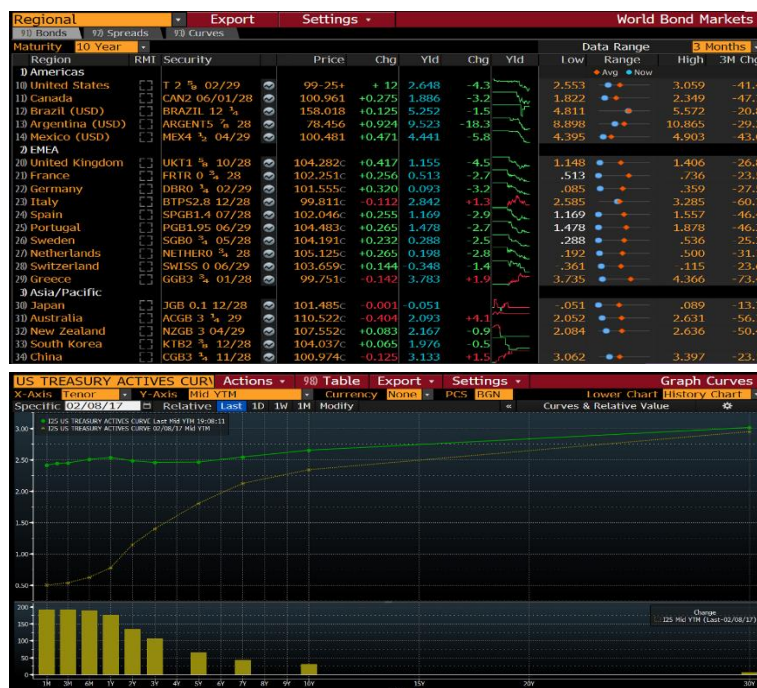 Regional Export Settings World Bond Markets
91) Bonds 92) Spreads 93) Curves
Maturity 10 Year Data Range 3 Months
Region RMI Security Price Chg Yld Chg Yld Low Range High 3M Chg
Avg Now
1) Americas
10) United States T 2 ⅝ 02/29 99-25+ + 12 2.648 -4.3 2.553 3.059 -41.
11) Canada CAN2 06/01/28 100.961 +0.275 1.886 -3.2 1.822 2.349 -47.
12) Brazil (USD) BRAZIL 12 ¼ 158.018 +0.125 5.252 -1.5 4.811 5.572 -20.
13) Argentina (USD) ARGENT5 ⅞ 28 78.456 +0.924 9.523 -18.3 8.898 10.865 -29.
14) Mexico (USD) MEX4 ½ 04/29 100.481 +0.471 4.441 -5.8 4.395 4.903 -43.
2) EMEA
20) United Kingdom UKT1 ⅝ 10/28 104.282c +0.417 1.155 -4.5 1.148 1.406 -26.
21) France FRTR 0 ¾ 28 102.251c +0.256 0.513 -2.7 .513 .736 -23.
22) Germany DBR0 ¼ 02/29 101.555c +0.320 0.093 -3.2 .085 .359 -27.
23) Italy BTPS2.8 12/28 99.811c -0.112 2.842 +1.3 2.585 3.285 -60.
24) Spain SPGB1.4 07/28 102.046c +0.255 1.169 -2.9 1.169 1.557 -46.
25) Portugal PGB1.95 06/29 104.483c +0.265 1.478 -2.7 1.478 1.878 -46.
26) Sweden SGB0 ¾ 05/28 104.191c +0.232 0.288 -2.5 .288 .536 -25.
27) Netherlands NETHER0 ¾ 28 105.125c +0.265 0.198 -2.8 .192 .500 -31.
28) Switzerland SWISS 0 06/29 103.659c +0.144 -0.348 -1.4 -.361 -.115 -23.
29) Greece GGB3 ¾ 01/28 99.751c -0.142 3.783 +1.9 3.735 4.366 -73.
3) Asia/Pacific
30) Japan JGB 0.1 12/28 101.485c -0.001 -0.051 -.051 .089 -13.
31) Australia ACGB 3 ¼ 29 110.522c -0.404 2.093 +4.1 2.052 2.631 -56.
32) New Zealand NZGB 3 04/29 107.552c +0.083 2.167 -0.9 2.084 2.636 -50.
33) South Korea KTB2 ⅜ 12/28 104.037c +0.065 1.976 -0.5
34) China CGB3 ¼ 11/28 100.974c -0.125 3.133 +1.5 3.062 3.397 -23.
US TREASURY ACTIVES CURV Actions 98) Table Export Settings Graph Curves
X-Axis Tenor Y-Axis Mid YTM Currency None PCS BGN Lower Chart History Chart
Specific 02/08/17 Relative Last 1D 1W 1M Modify « Curves & Relative Value
I25 US TREASURY ACTIVES CURVE Last Mid YTM 19:08:11
I25 US TREASURY ACTIVES CURVE 02/08/17 Mid YTM
3.00
2.50
2.00
1.50
1.00
0.50
Change
I25 Mid YTM (Last-02/08/17)
200
150
100
50
0
1M 3M 6M 1Y 2Y 3Y 4Y 5Y 6Y 7Y 8Y 9Y 10Y 15Y 20Y 30Y